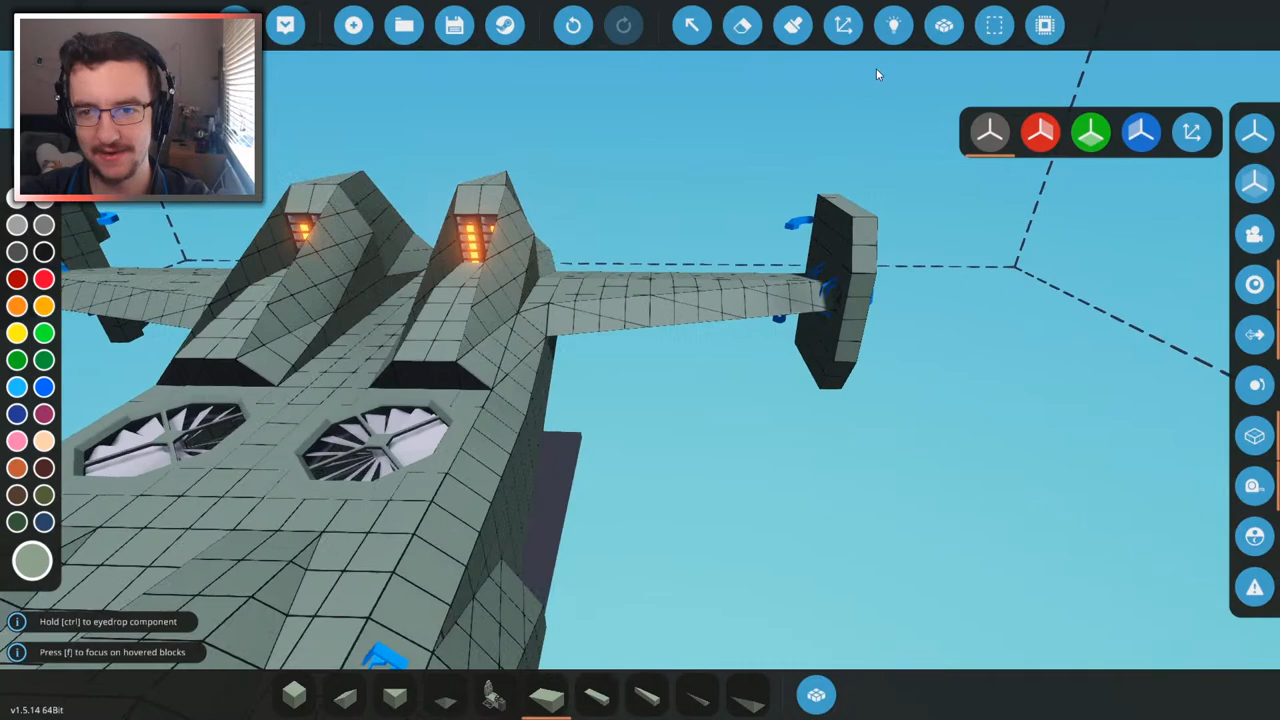 Hold [ctrl] to eyedrop component
Press [f] to focus on hovered blocks
v1.5.14 64Bit